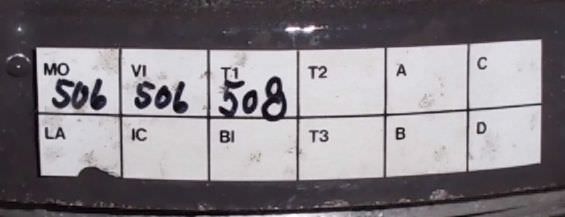 MO VI T1 T2 A C
506 506 508
LA IC BI T3 B D